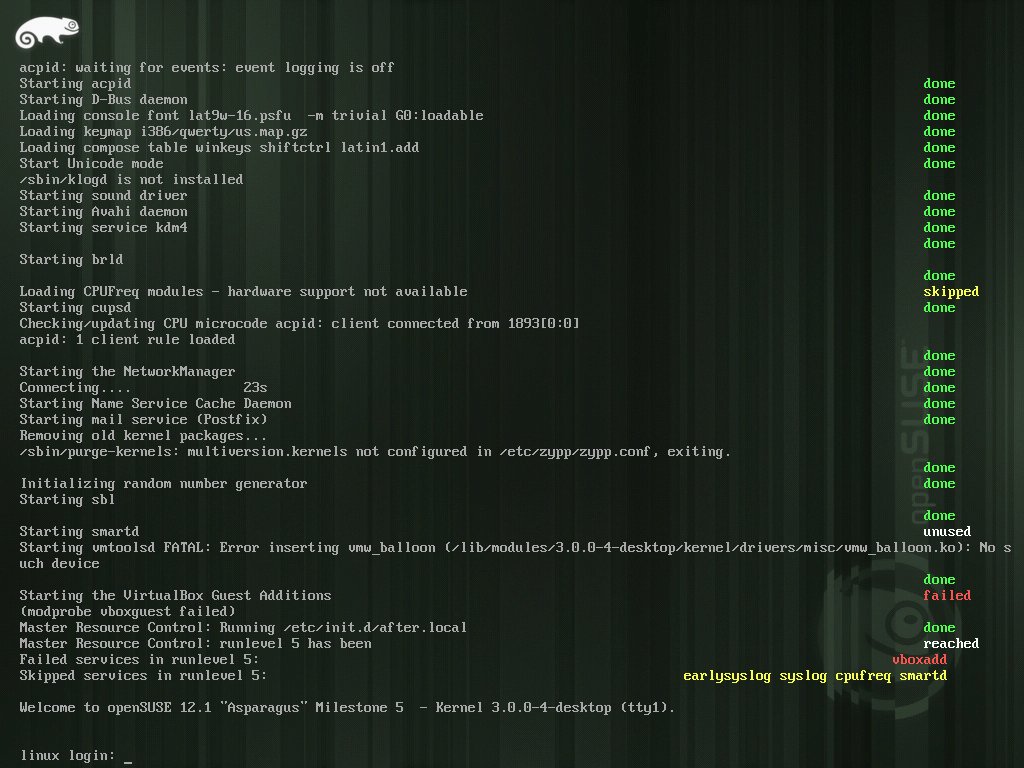 acpid: waiting for events: event logging is off
Starting acpid done
Starting D-Bus daemon done
Loading console font lat9w-16.psfu  -m trivial G0:loadable done
Loading keymap i386/qwerty/us.map.gz done
Loading compose table winkeys shiftctrl latin1.add done
Start Unicode mode done
/sbin/klogd is not installed
Starting sound driver done
Starting Avahi daemon done
Starting service kdm4 done
done
Starting brld
done
Loading CPUFreq modules - hardware support not available skipped
Starting cupsd done
Checking/updating CPU microcode acpid: client connected from 1893[0:0]
acpid: 1 client rule loaded
done
Starting the NetworkManager done
Connecting.... 23s done
Starting Name Service Cache Daemon done
Starting mail service (Postfix) done
Removing old kernel packages...
/sbin/purge-kernels: multiversion.kernels not configured in /etc/zypp/zypp.conf, exiting.
done
Initializing random number generator done
Starting sbl
done
Starting smartd unused
Starting vmtoolsd FATAL: Error inserting vmw_balloon (/lib/modules/3.0.0-4-desktop/kernel/drivers/misc/vmw_balloon.ko): No s
uch device
done
Starting the VirtualBox Guest Additions failed
(modprobe vboxguest failed)
Master Resource Control: Running /etc/init.d/after.local done
Master Resource Control: runlevel 5 has been reached
Failed services in runlevel 5: vboxadd
Skipped services in runlevel 5: earlysyslog syslog cpufreq smartd
Welcome to openSUSE 12.1 "Asparagus" Milestone 5  - Kernel 3.0.0-4-desktop (tty1).
linux login: _
openSUSE